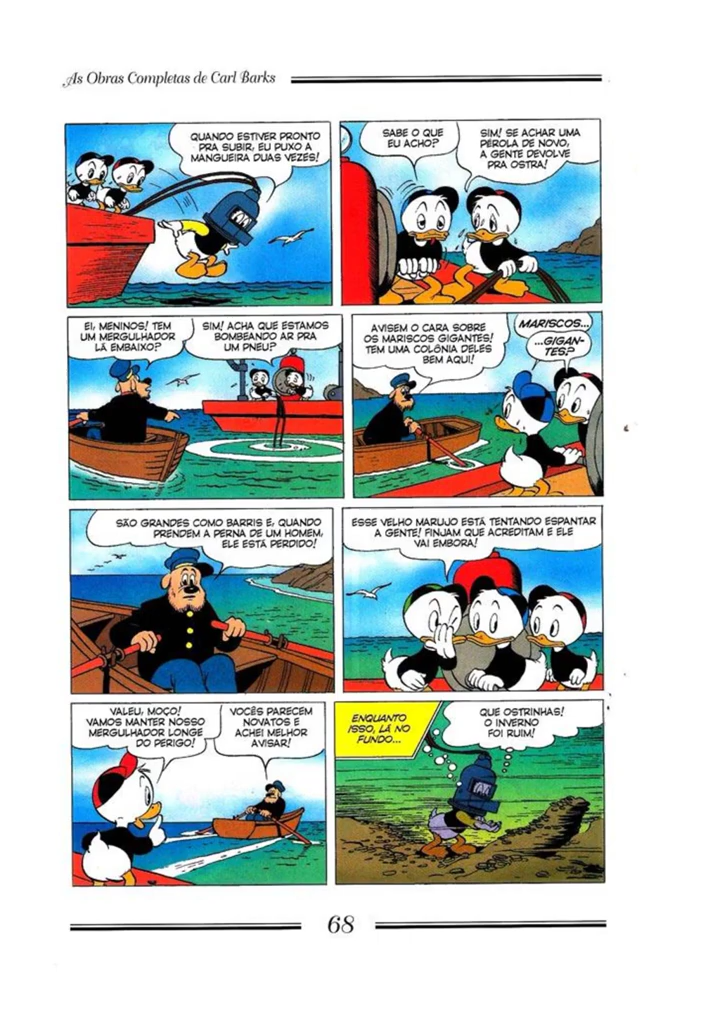 As Obras Completas de Carl Barks
QUANDO ESTIVER PRONTO
PRA SUBIR, EU PUXO A
MANGUEIRA DUAS VEZES!
SABE O QUE
EU ACHO?
SIM! SE ACHAR UMA
PÉROLA DE NOVO,
A GENTE DEVOLVE
PRA OSTRA!
EI, MENINOS! TEM
UM MERGULHADOR
LÁ EMBAIXO?
SIM! ACHA QUE ESTAMOS
BOMBEANDO AR PRA
UM PNEU?
AVISEM O CARA SOBRE
OS MARISCOS GIGANTES!
TEM UMA COLÔNIA DELES
BEM AQUI!
MARISCOS...
...GIGAN-
TES?
SÃO GRANDES COMO BARRIS E, QUANDO
PRENDEM A PERNA DE UM HOMEM,
ELE ESTÁ PERDIDO!
ESSE VELHO MARUJO ESTÁ TENTANDO ESPANTAR
A GENTE! FINJAM QUE ACREDITAM E ELE
VAI EMBORA!
VALEU, MOÇO!
VAMOS MANTER NOSSO
MERGULHADOR LONGE
DO PERIGO!
VOCÊS PARECEM
NOVATOS E
ACHEI MELHOR
AVISAR!
ENQUANTO
ISSO, LÁ NO
FUNDO...
QUE OSTRINHAS!
O INVERNO
FOI RUIM!
68